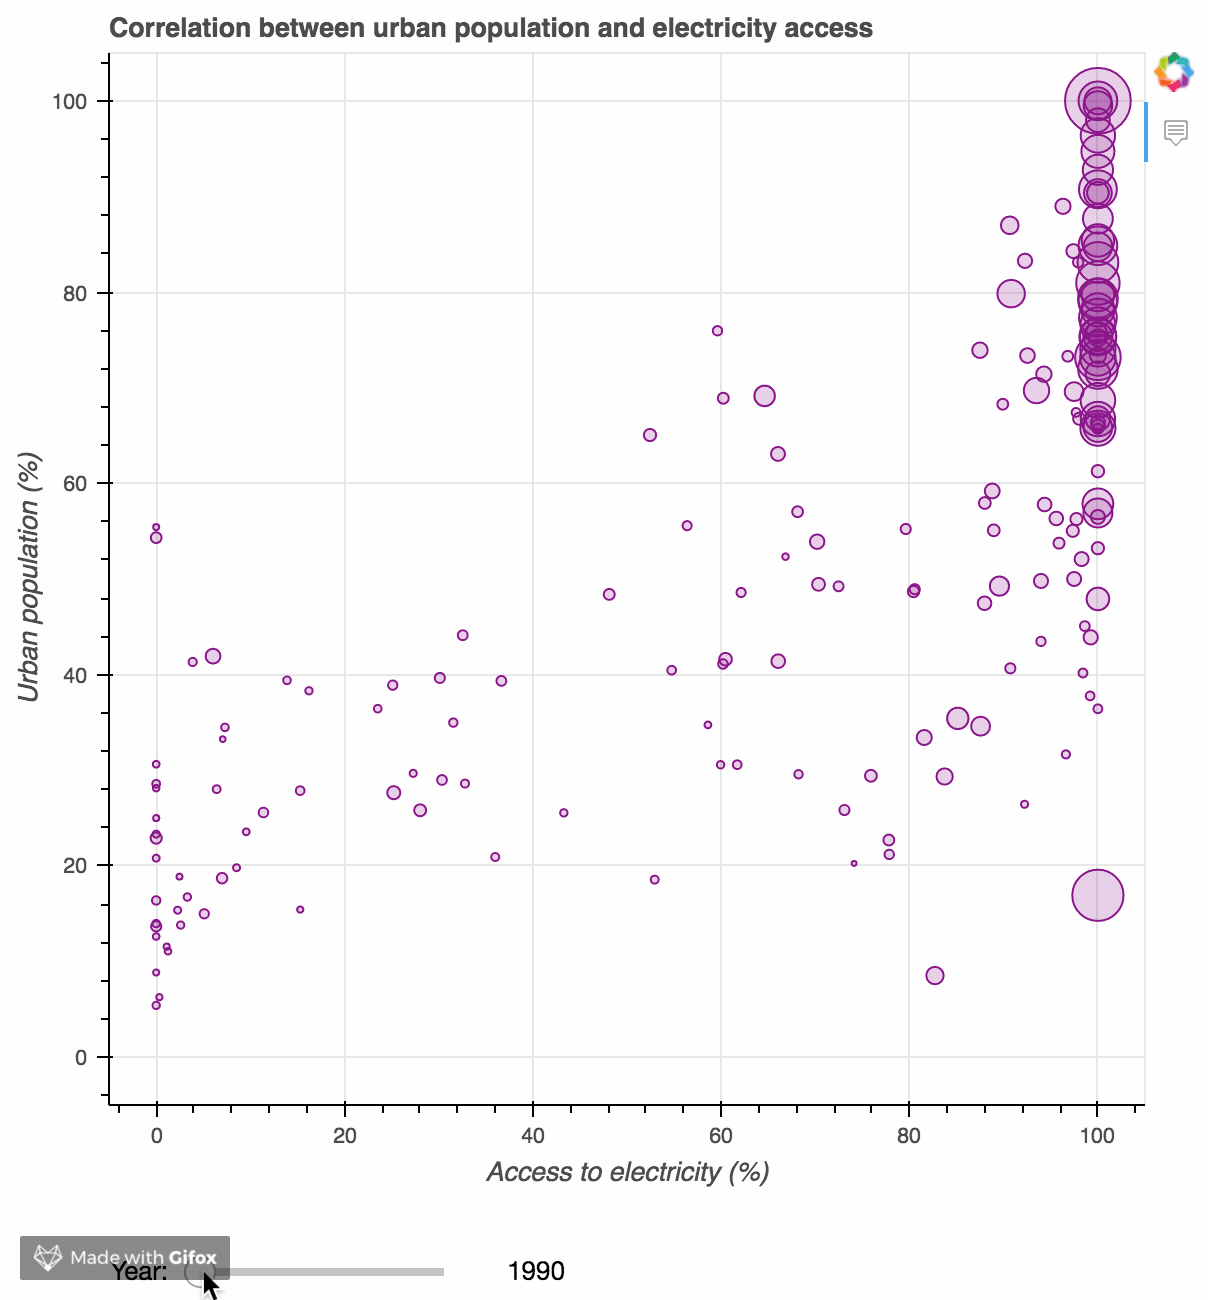 Correlation between urban population and electricity access
100
80
60
40
20
0
Urban population (%)
0 20 40 60 80 100
Access to electricity (%)
Made with Gifox
Year: 1990